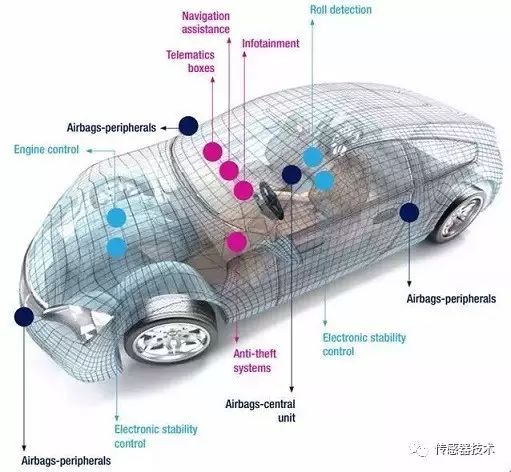 Navigation
assistance
Roll detection
Infotainment
Telematics
boxes
Airbags-peripherals
Engine control
Airbags-peripherals
Electronic stability
control
Anti-theft
systems
Airbags-central
unit
Electronic stability
control
Airbags-peripherals
传感器技术